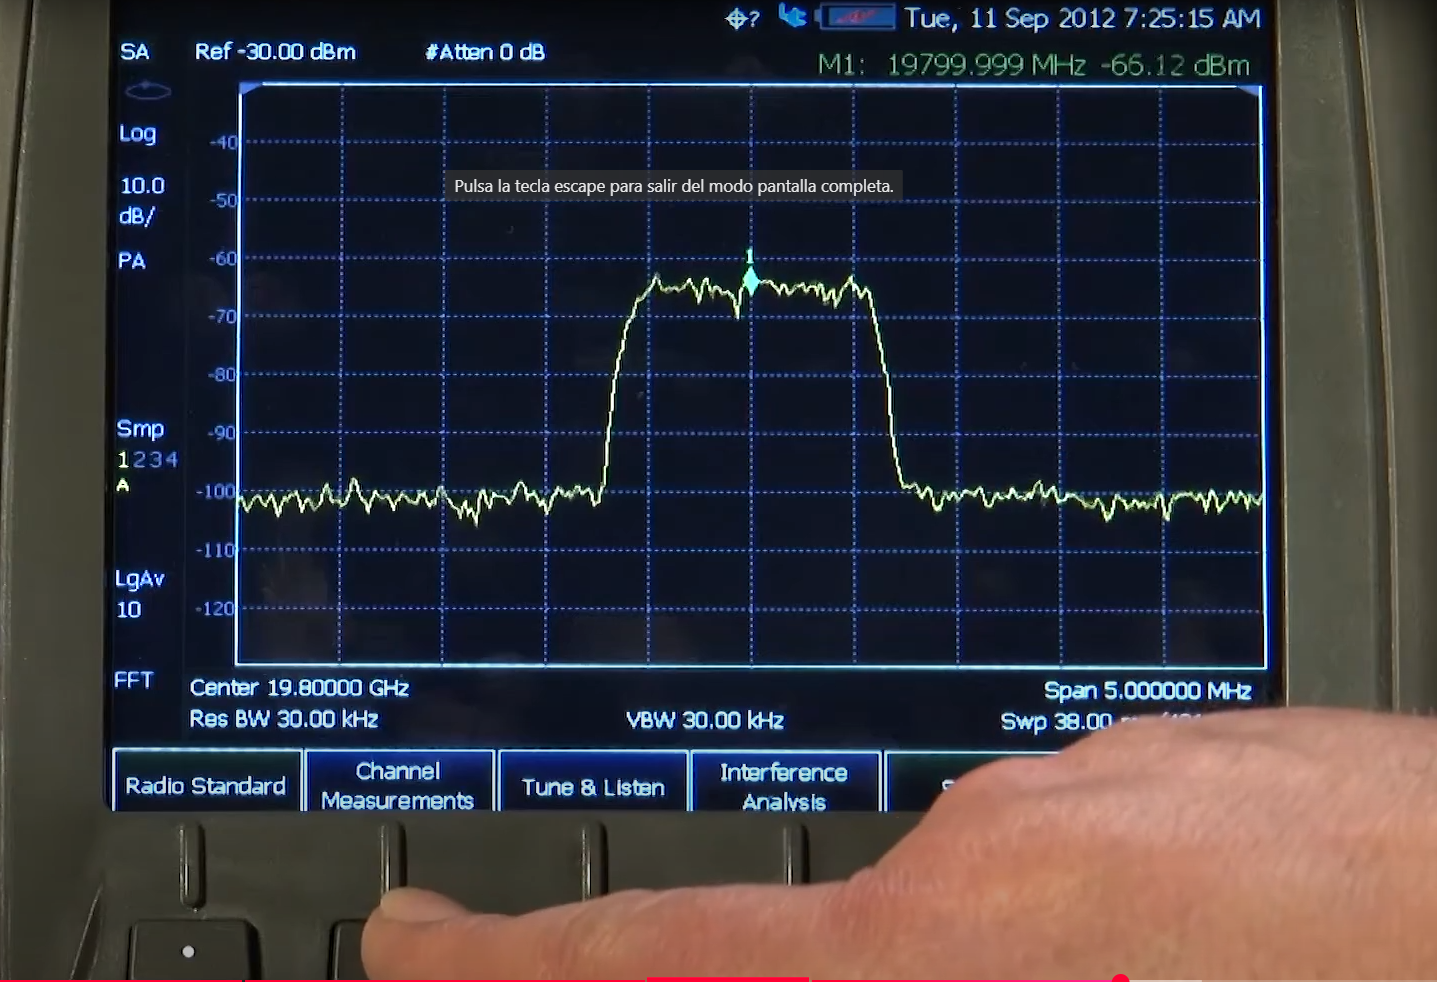 Tue, 11 Sep 2012 7:25:15 AM
SA Ref -30.00 dBm #Atten 0 dB
M1: 19799.999 MHz -66.12 dBm
Log
10.0
dB/
PA
Smp
1234
A
LgAv
10
FFT
-40
-50
-60
-70
-80
-90
-100
-110
-120
1
Pulsa la tecla escape para salir del modo pantalla completa.
Center 19.80000 GHz Span 5.000000 MHz
Res BW 30.00 kHz VBW 30.00 kHz Swp 38.00
Radio Standard
Channel
Measurements
Tune & Listen
Interference
Analysis